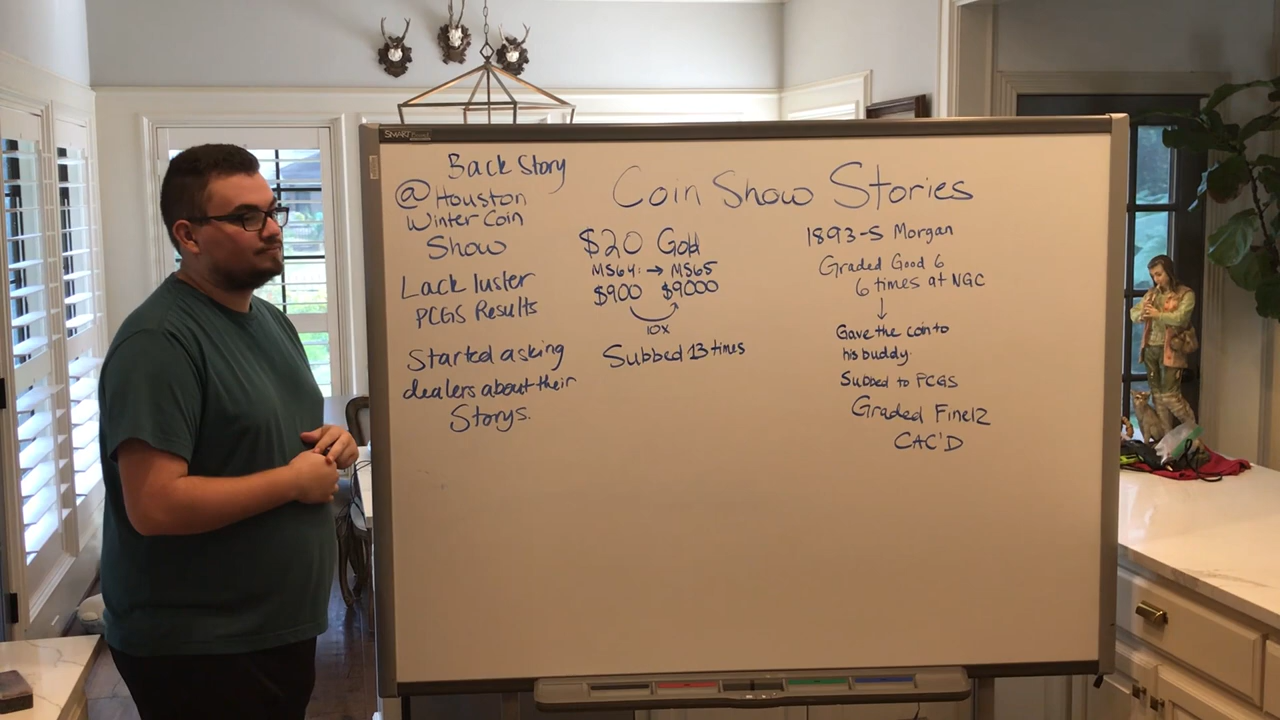 SMART Board
Back Story
@Houston
Winter Coin
Show
Lack luster
PCGS Results
Started asking
dealers about their
Storys.
Coin Show Stories
$20 Gold
MS64: → MS65
$900 $9000
10x
Subbed 13 times
1893-S Morgan
Graded Good 6
6 times at NGC
↓
Gave the coin to
his buddy.
Subbed to PCGS
Graded Fine12
CAC'D